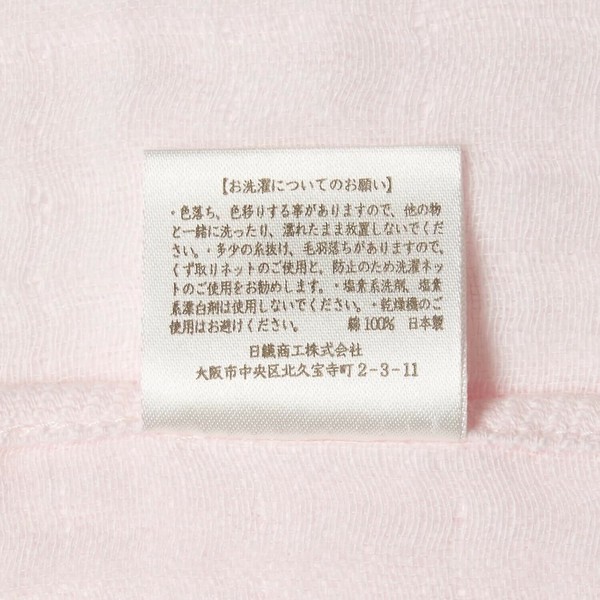 【お洗濯についてのお願い】
・色落ち、色移りする事がありますので、他の物
と一緒に洗ったり、濡れたまま放置しないでくだ
さい。・多少の糸抜け、毛羽落ちがありますので、
くず取りネットのご使用と、防止のため洗濯ネッ
トのご使用をお勧めします。・塩素系洗剤、塩素
系漂白剤は使用しないでください。・乾燥機のご
使用はお避けください。 綿100% 日本製
日繊商工株式会社
大阪市中央区北久宝寺町2-3-11